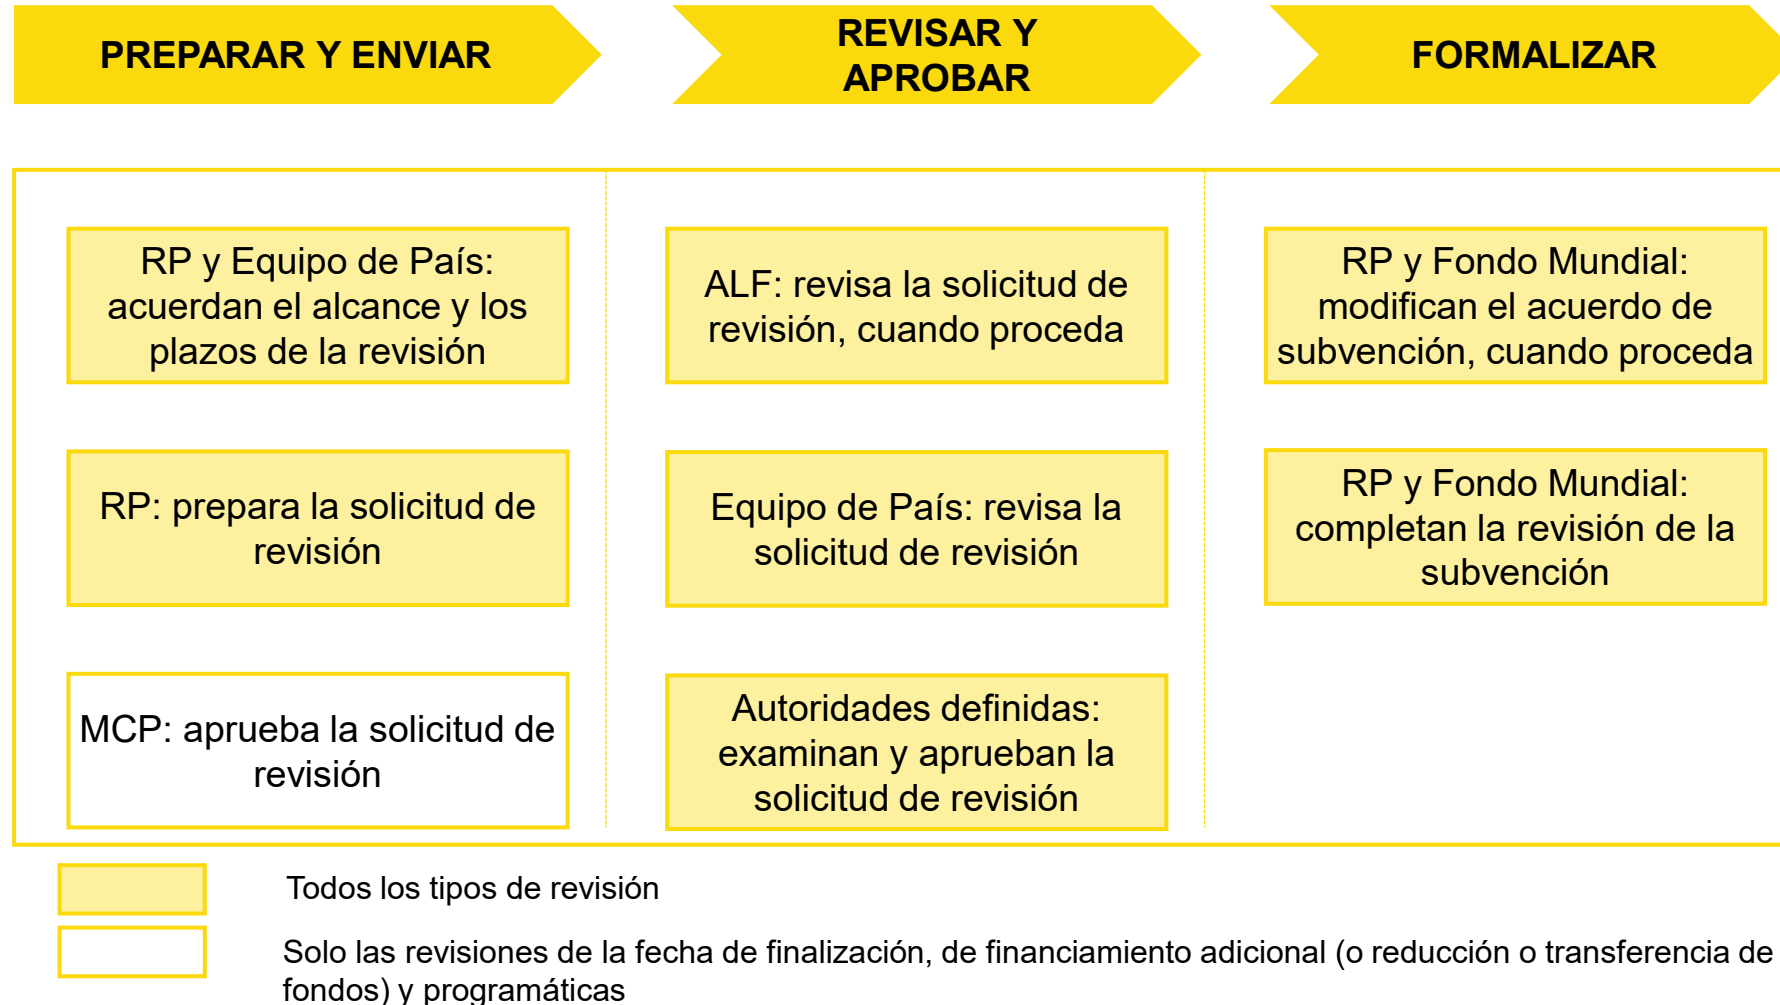 PREPARAR Y ENVIAR
REVISAR Y
APROBAR
FORMALIZAR
RP y Equipo de País:
acuerdan el alcance y los
plazos de la revisión
RP: prepara la solicitud de
revisión
MCP: aprueba la solicitud de
revisión
ALF: revisa la solicitud de
revisión, cuando proceda
Equipo de País: revisa la
solicitud de revisión
Autoridades definidas:
examinan y aprueban la
solicitud de revisión
RP y Fondo Mundial:
modifican el acuerdo de
subvención, cuando proceda
RP y Fondo Mundial:
completan la revisión de la
subvención
Todos los tipos de revisión
Solo las revisiones de la fecha de finalización, de financiamiento adicional (o reducción o transferencia de
fondos) y programáticas